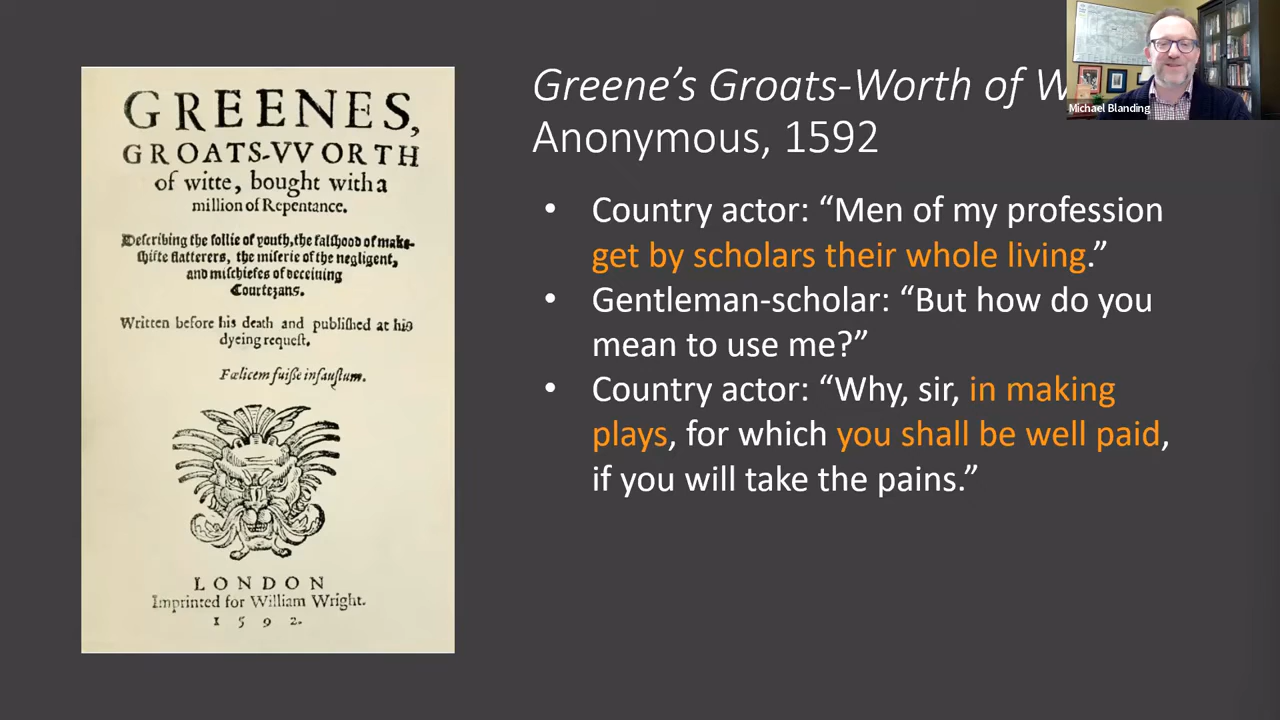 GREENES,
GROATS-VVORTH
of witte, bought with a
million of Repentance.
Deſcribing the follie of youth, the falſhood of make-
ſhifte flatterers, the miſerie of the negligent,
and miſchiefes of deceiuing
Courtezans.
Written before his death and publiſhed at his
dyeing requeſt.
Fœlicem fuiſſe infauſtum.
LONDON
Imprinted for William Wright.
1592.
Greene’s Groats-Worth of W
Anonymous, 1592
• Country actor: “Men of my profession
get by scholars their whole living.”
• Gentleman-scholar: “But how do you
mean to use me?”
• Country actor: “Why, sir, in making
plays, for which you shall be well paid,
if you will take the pains.”
Michael Blanding